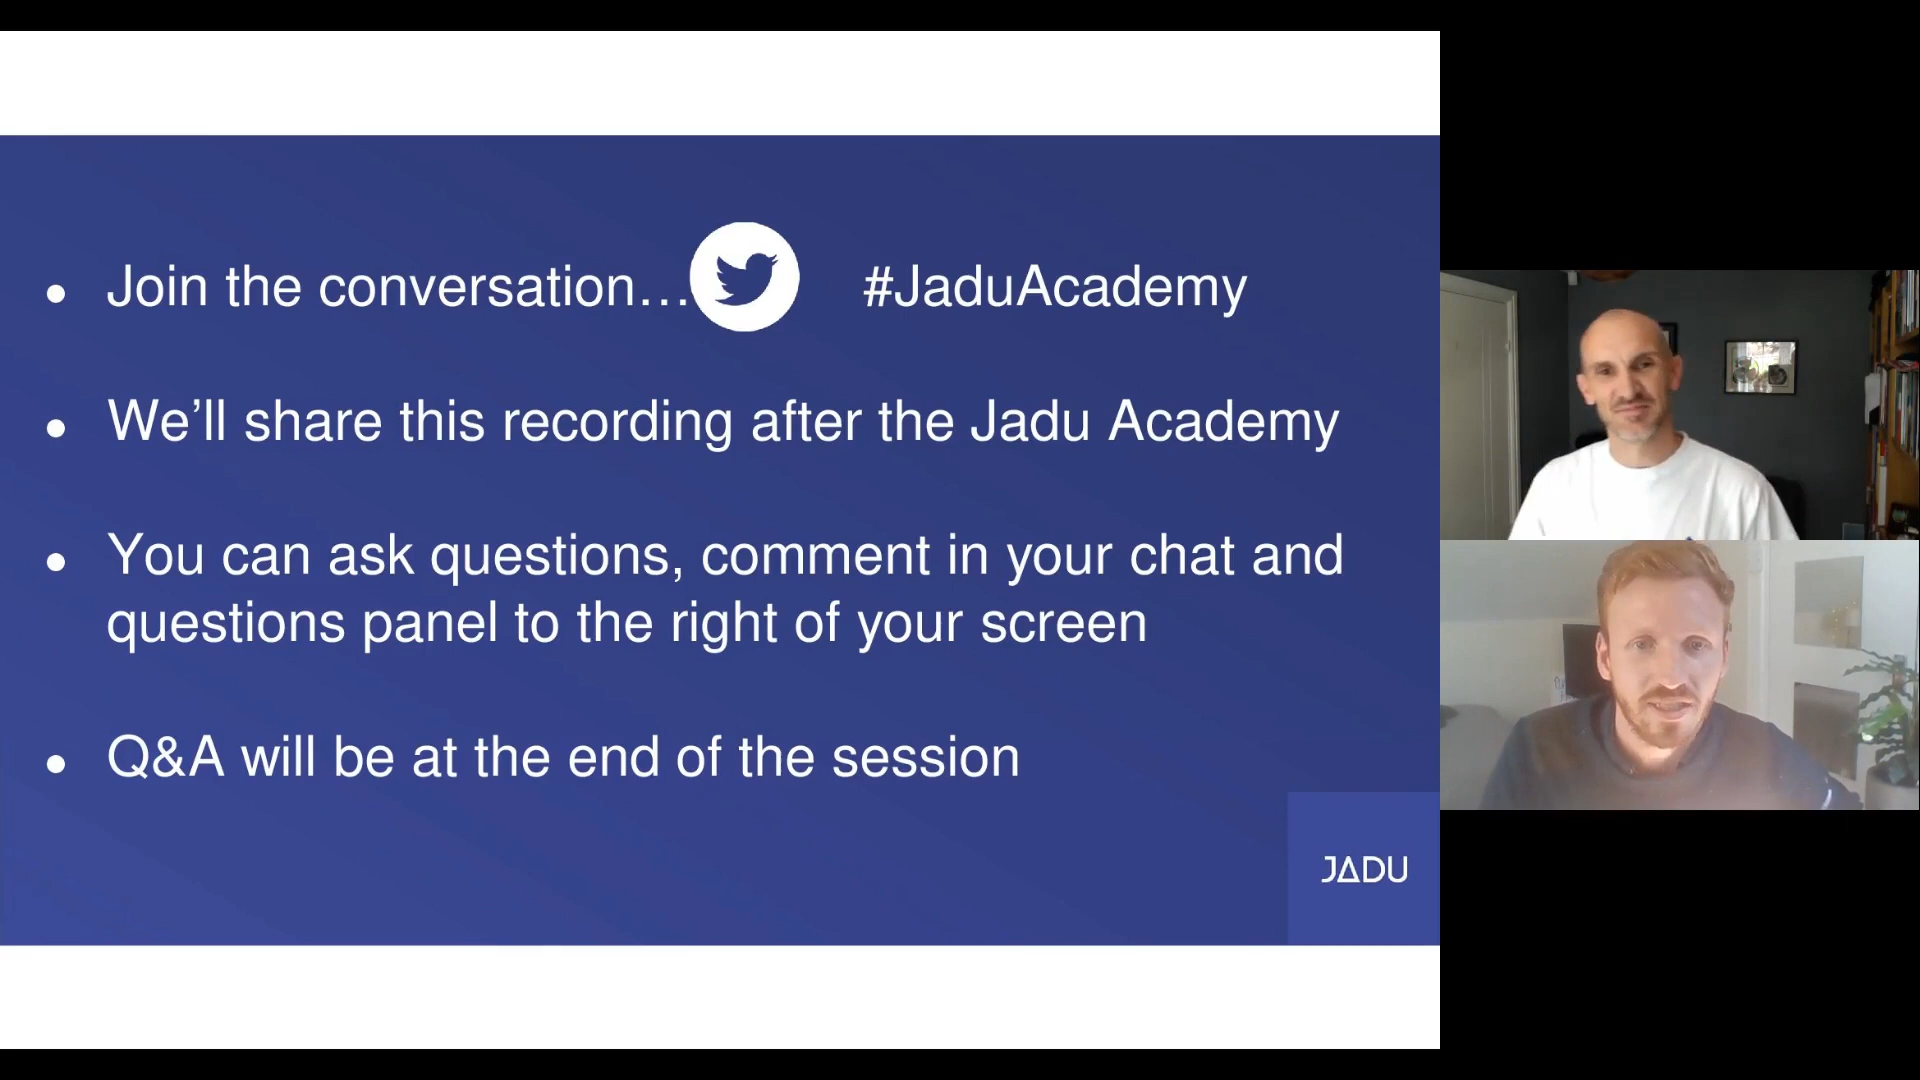 Join the conversation… #JaduAcademy
We’ll share this recording after the Jadu Academy
You can ask questions, comment in your chat and
questions panel to the right of your screen
Q&A will be at the end of the session
JADU